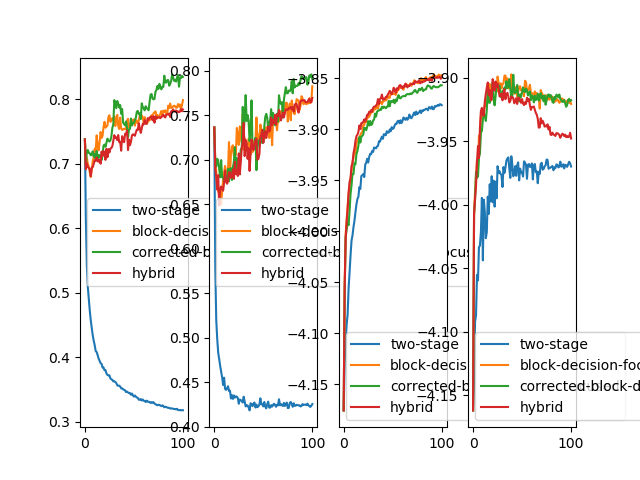 0.8
0.7
0.6
0.5
0.4
0.3
0 100
two-stage
block-decis
corrected-b
hybrid
0.80
0.75
0.70
0.65
0.60
0.55
0.50
0.45
0.40
0 100
two-stage
block-decis
corrected-b
hybrid
−3.85
−3.90
−3.95
−4.00
−4.05
−4.10
−4.15
0 100
two-stage
block-decis
corrected-b
hybrid
ocus
−3.90
−3.95
−4.00
−4.05
−4.10
−4.15
0 100
two-stage
block-decision-foc
corrected-block-d
hybrid